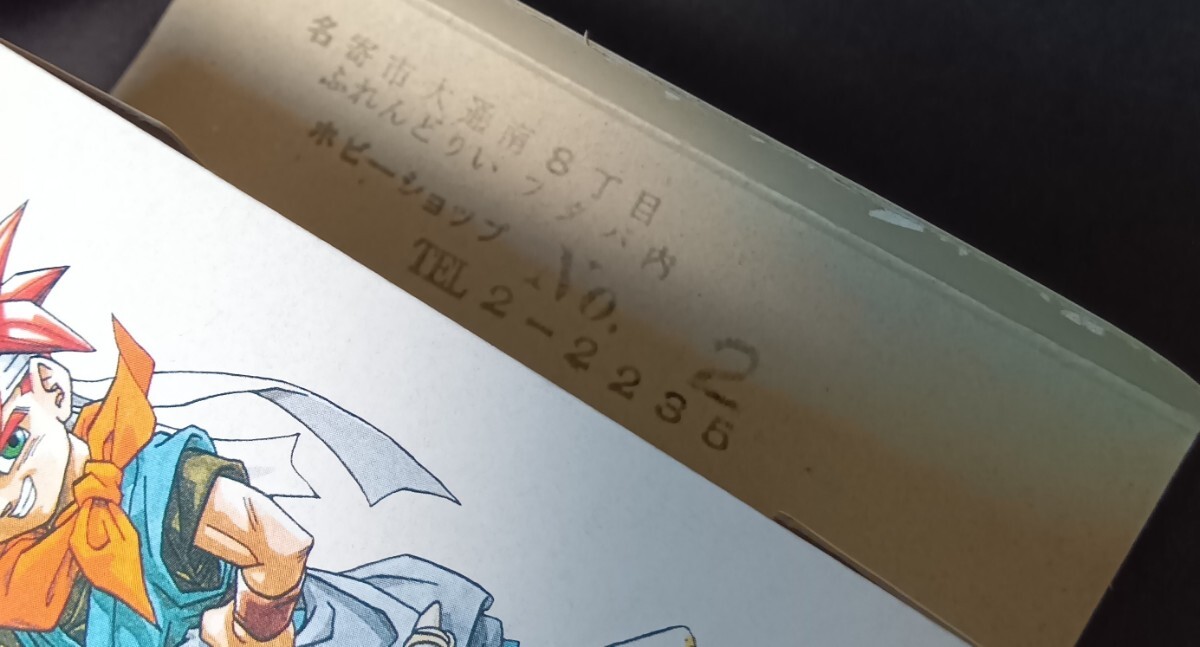 名寄市大通南8丁目
ふれんどりいフタバ内
ホビーショップ No. 2
TEL 2-2235